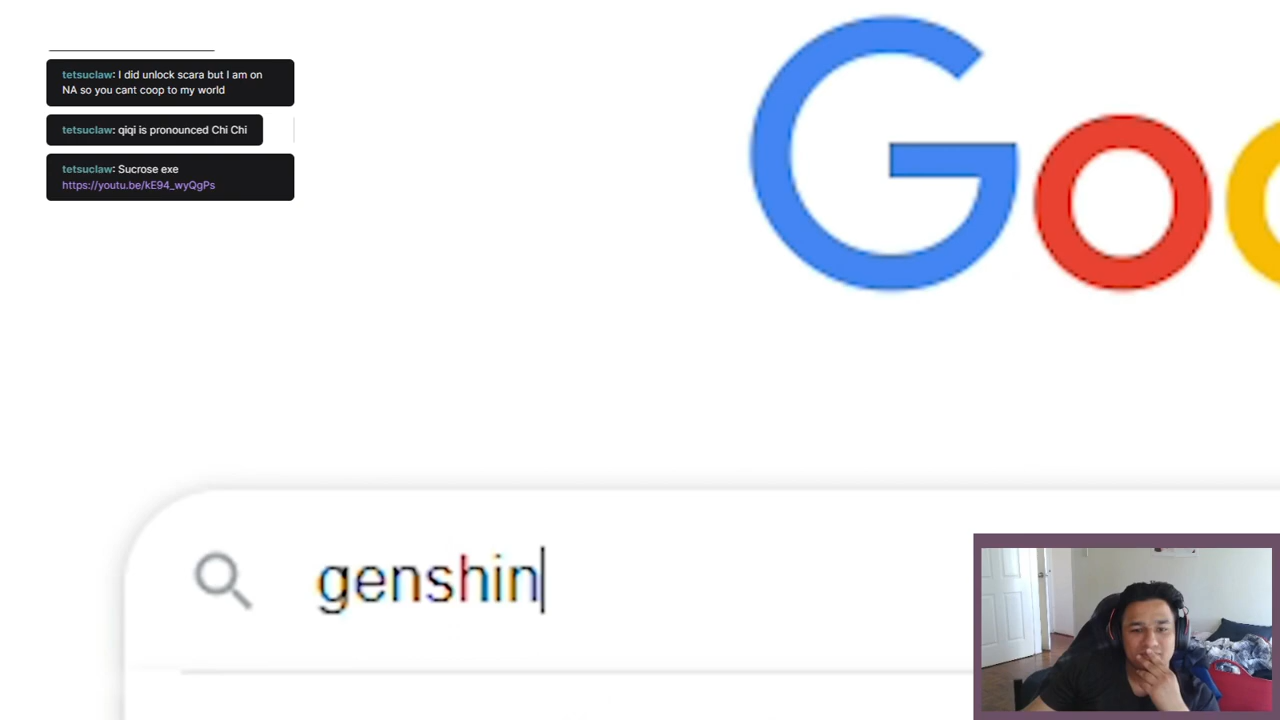 tetsuclaw: I did unlock scara but I am on
NA so you cant coop to my world
tetsuclaw: qiqi is pronounced Chi Chi
tetsuclaw: Sucrose exe
https://youtu.be/kE94_wyQgPs
Goo
genshin